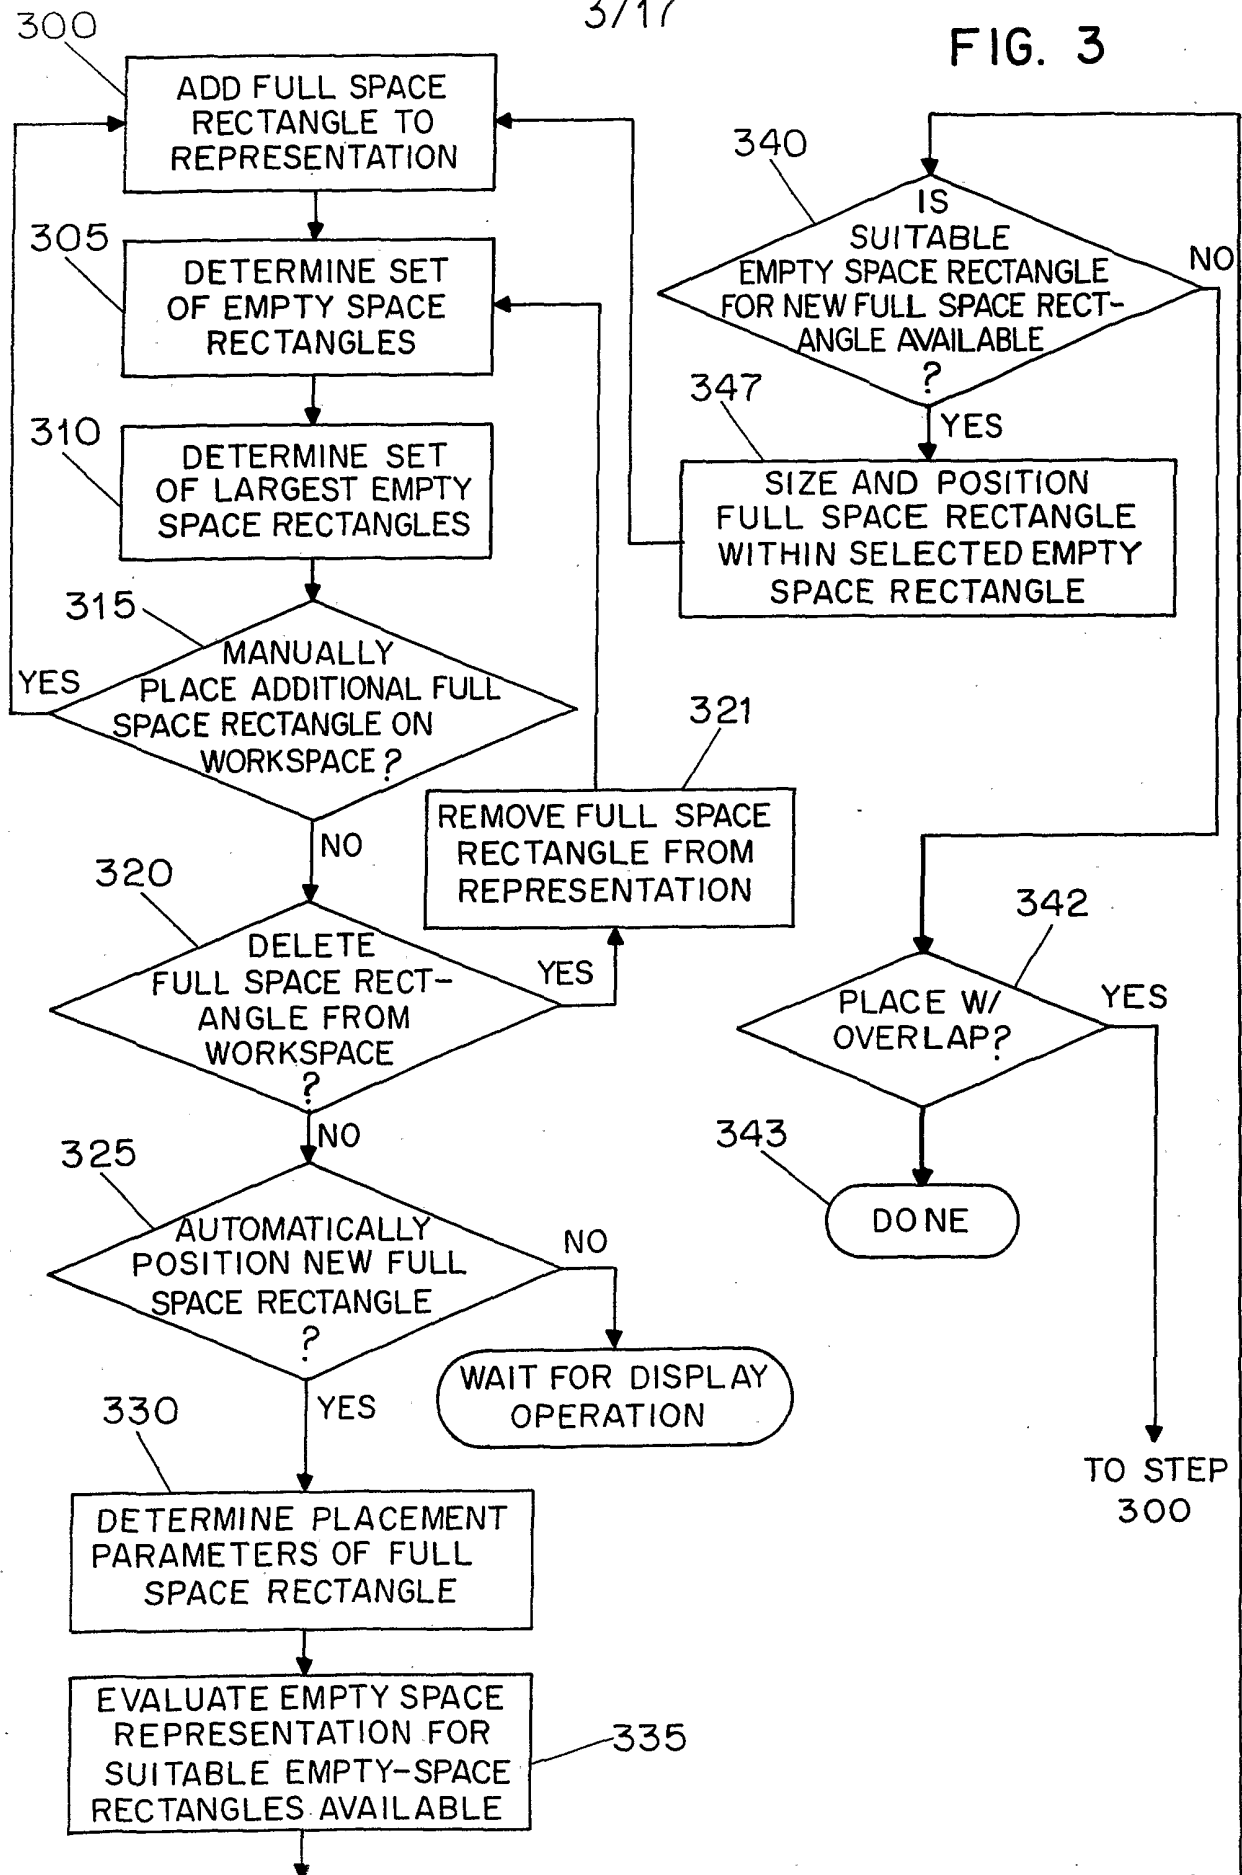 3/17
FIG. 3
300
ADD FULL SPACE
RECTANGLE TO
REPRESENTATION
305
DETERMINE SET
OF EMPTY SPACE
RECTANGLES
310
DETERMINE SET
OF LARGEST EMPTY
SPACE RECTANGLES
315
MANUALLY
PLACE ADDITIONAL FULL
SPACE RECTANGLE ON
WORKSPACE?
YES
NO
321
REMOVE FULL SPACE
RECTANGLE FROM
REPRESENTATION
320
DELETE
FULL SPACE RECT-
ANGLE FROM
WORKSPACE
?
YES
NO
325
AUTOMATICALLY
POSITION NEW FULL
SPACE RECTANGLE
?
NO
WAIT FOR DISPLAY
OPERATION
YES
330
DETERMINE PLACEMENT
PARAMETERS OF FULL
SPACE RECTANGLE
EVALUATE EMPTY SPACE
REPRESENTATION FOR
SUITABLE EMPTY-SPACE
RECTANGLES AVAILABLE
335
340
IS
SUITABLE
EMPTY SPACE RECTANGLE
FOR NEW FULL SPACE RECT-
ANGLE AVAILABLE
?
NO
YES
347
SIZE AND POSITION
FULL SPACE RECTANGLE
WITHIN SELECTED EMPTY
SPACE RECTANGLE
342
PLACE W/
OVERLAP?
YES
343
DONE
TO STEP
300